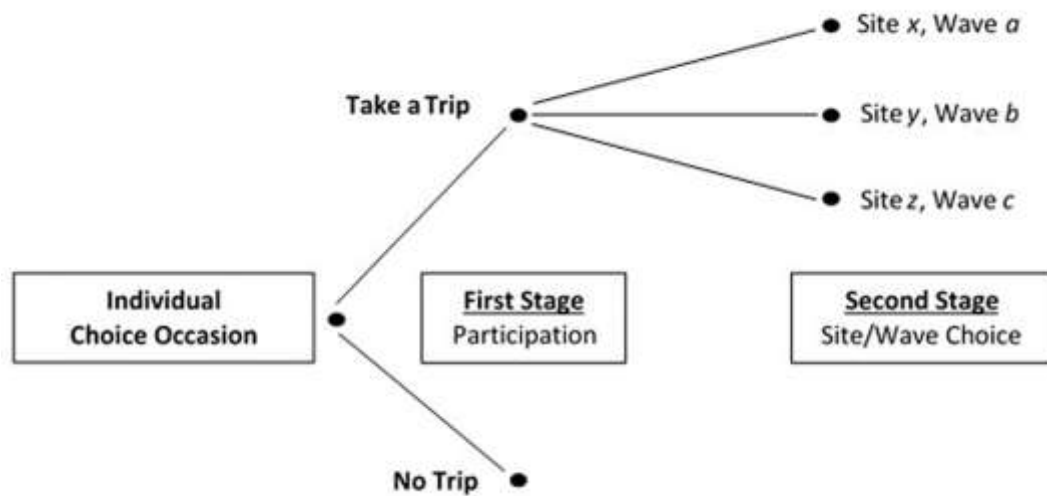 Site x, Wave a
Take a Trip
Site y, Wave b
Site z, Wave c
Individual
Choice Occasion
First Stage
Participation
Second Stage
Site/Wave Choice
No Trip